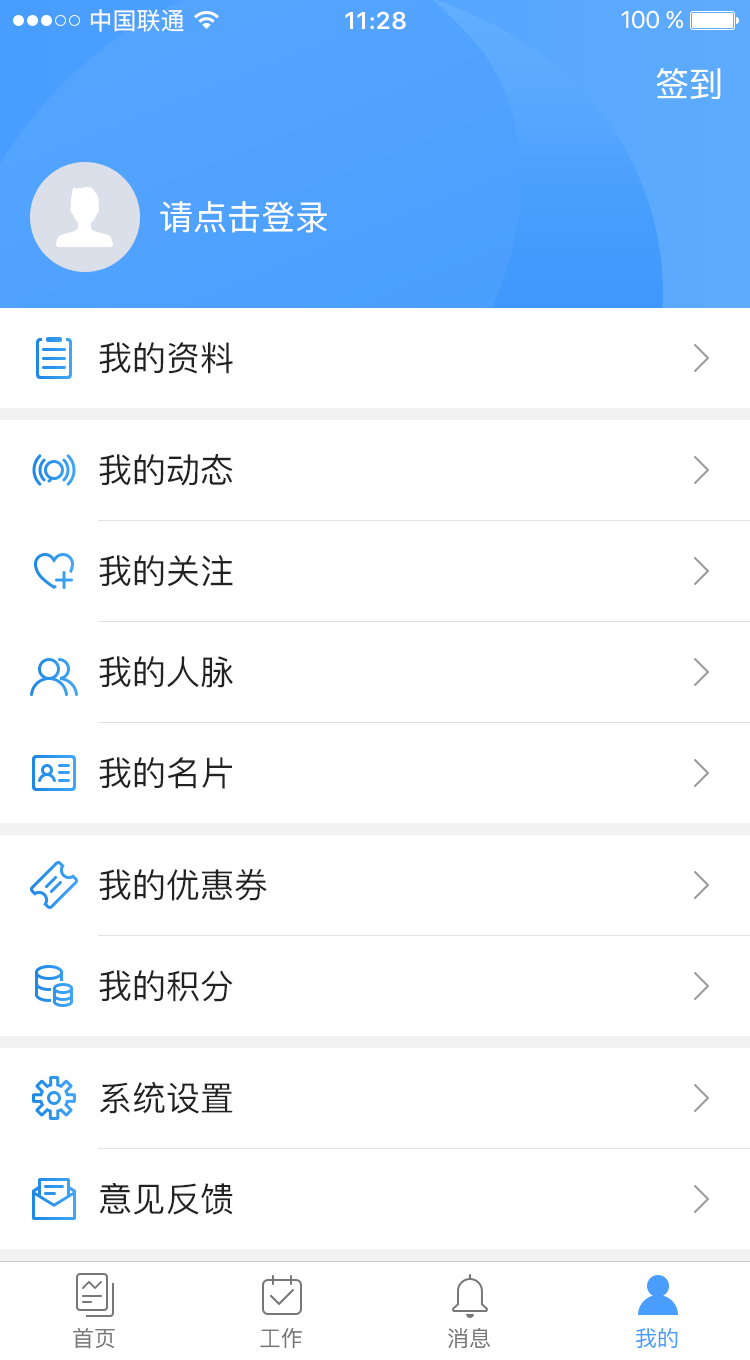 中国联通 11:28 100 %
签到
请点击登录
我的资料
我的动态
我的关注
我的人脉
我的名片
我的优惠券
我的积分
系统设置
意见反馈
首页 工作 消息 我的